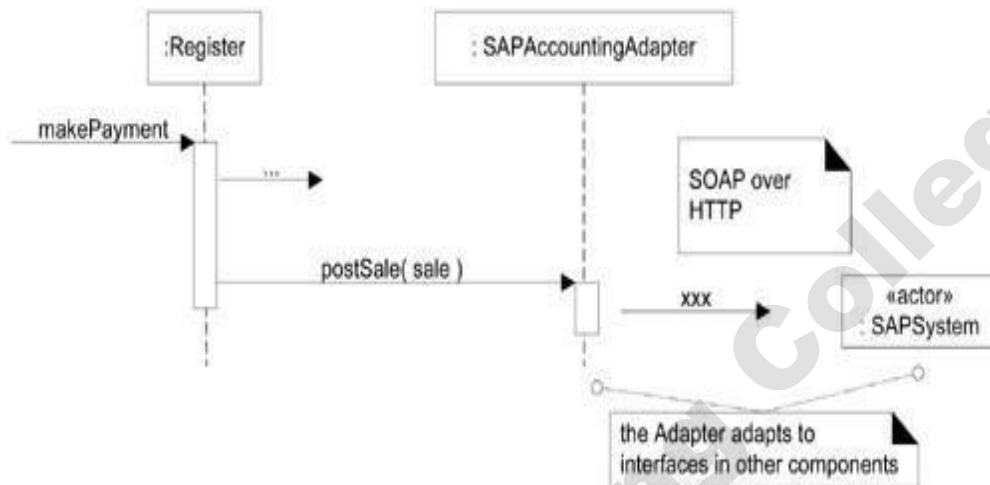 :Register
: SAPAccountingAdapter
makePayment
...
SOAP over
HTTP
postSale( sale )
xxx
«actor»
: SAPSystem
the Adapter adapts to
interfaces in other components